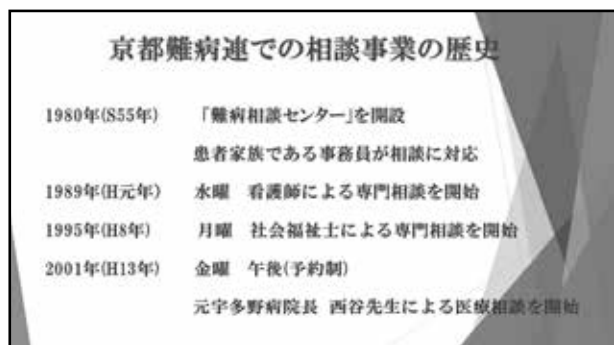 京都難病連での相談事業の歴史
1980年(S55年) 「難病相談センター」を開設
患者家族である事務員が相談に対応
1989年(H元年) 水曜 看護師による専門相談を開始
1995年(H8年) 月曜 社会福祉士による専門相談を開始
2001年(H13年) 金曜 午後(予約制)
元宇多野病院長 西谷先生による医療相談を開始